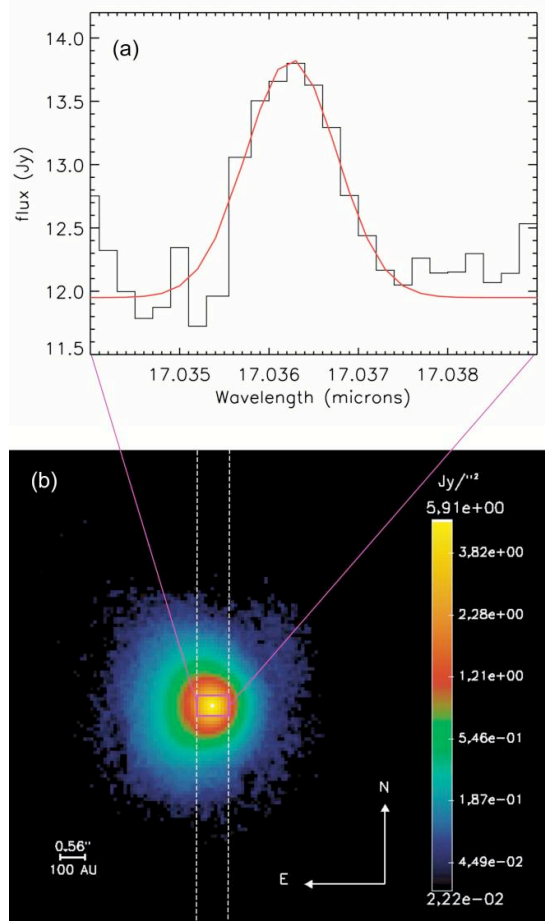 (a)
14.0
13.5
13.0
12.5
12.0
11.5
flux (Jy)
17.035 17.036 17.037 17.038
Wavelength (microns)
(b)
Jy/"²
5,91e+00
3,82e+00
2,28e+00
1,21e+00
5,46e-01
1,87e-01
4,49e-02
2,22e-02
0.56"
100 AU
N
E